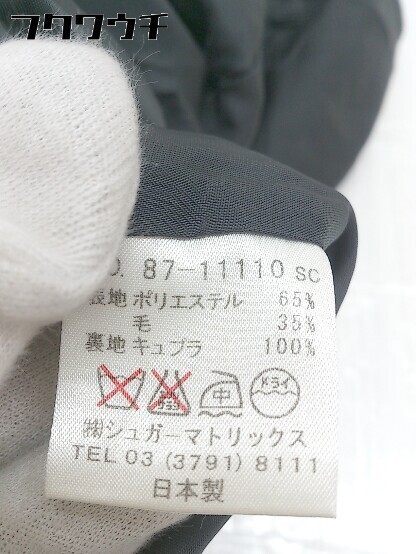 フクワウチ
. 87-11110 SC
表地 ポリエステル 65%
毛 35%
裏地 キュプラ 100%
中 ドライ
㈱シュガーマトリックス
TEL 03 (3791) 8111
日本製